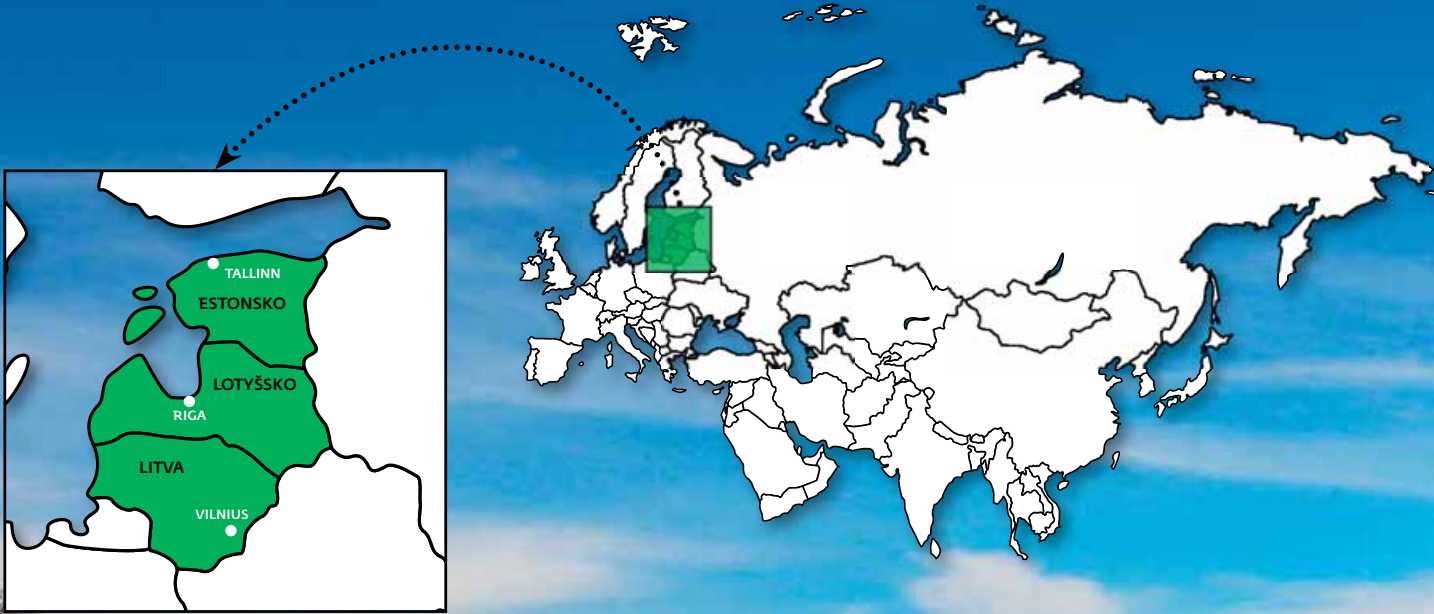 TALLINN
ESTONSKO
LOTYŠSKO
RIGA
LITVA
VILNIUS